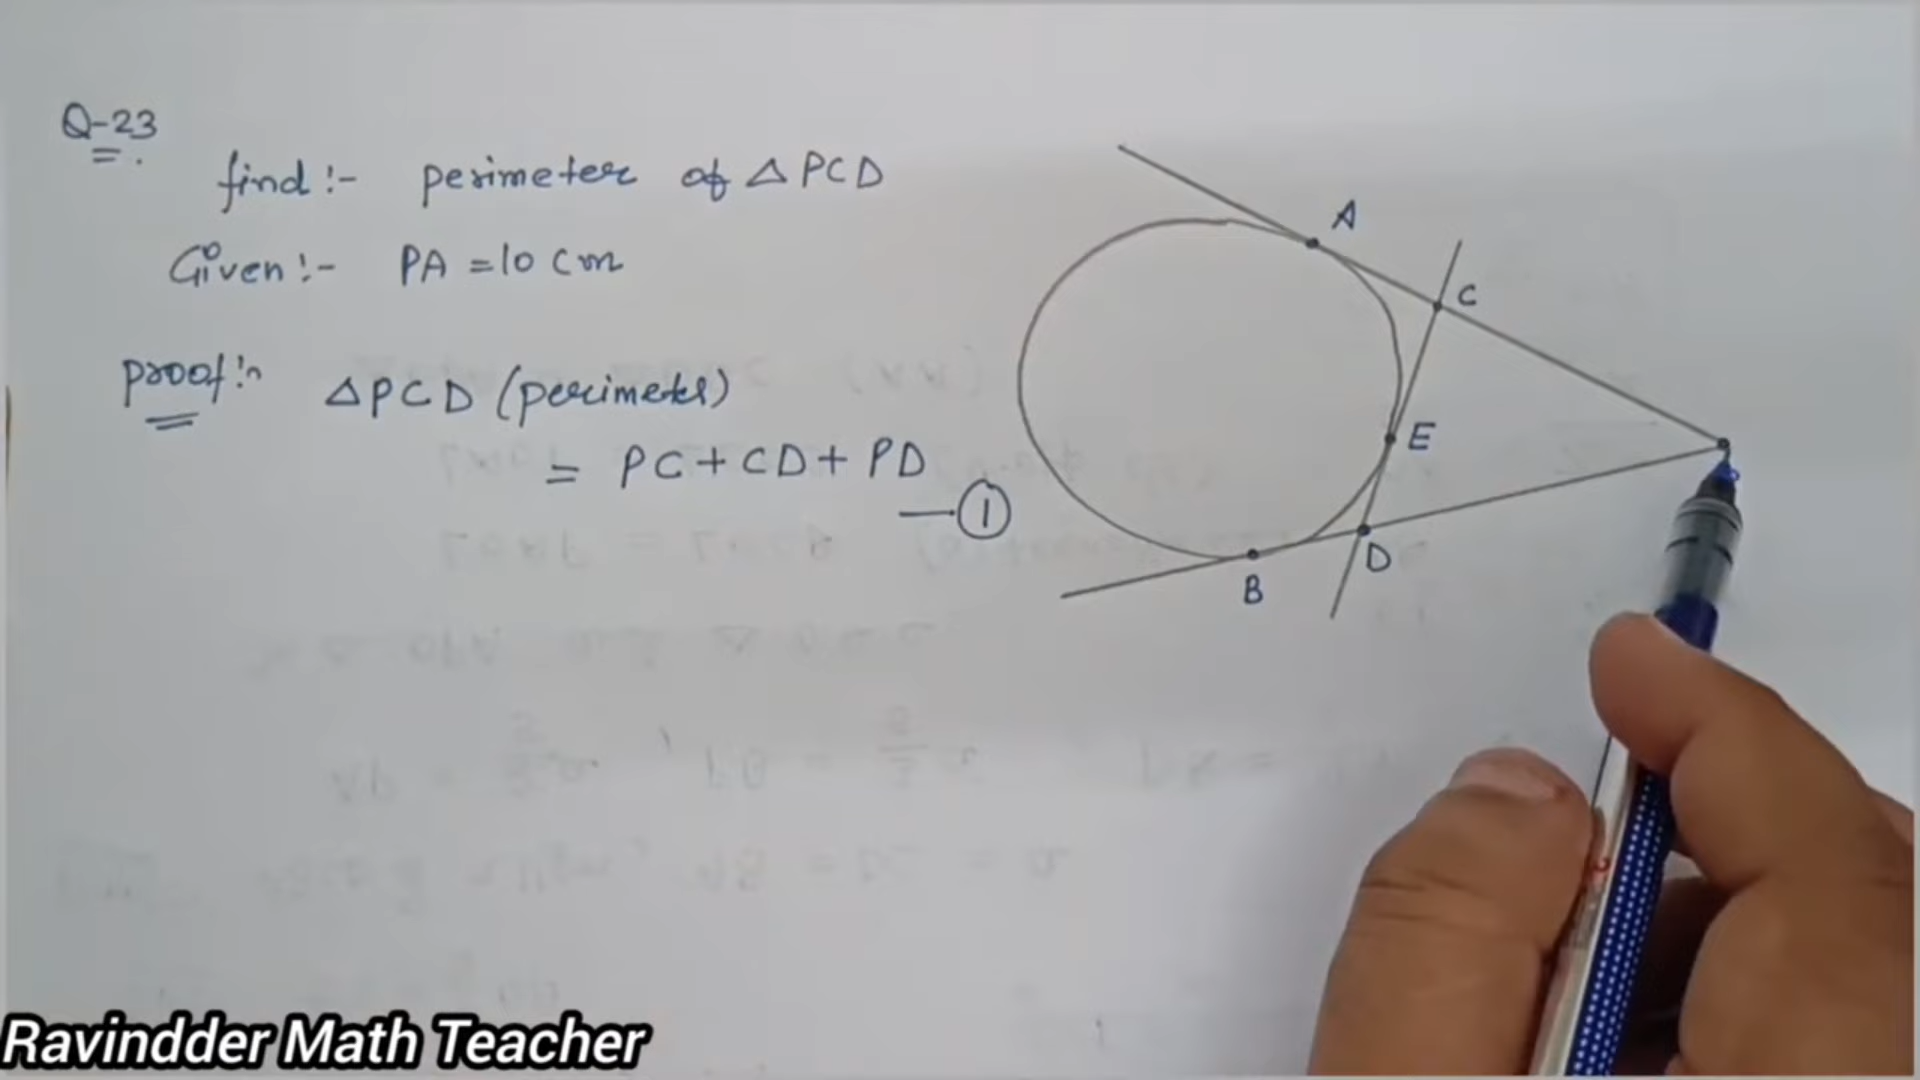 Q-23
find :- perimeter of △ PCD
Given :- PA = 10 cm
Proof :- △PCD (perimeter)
= PC + CD + PD
— ①
A
C
E
D
B
Ravindder Math Teacher